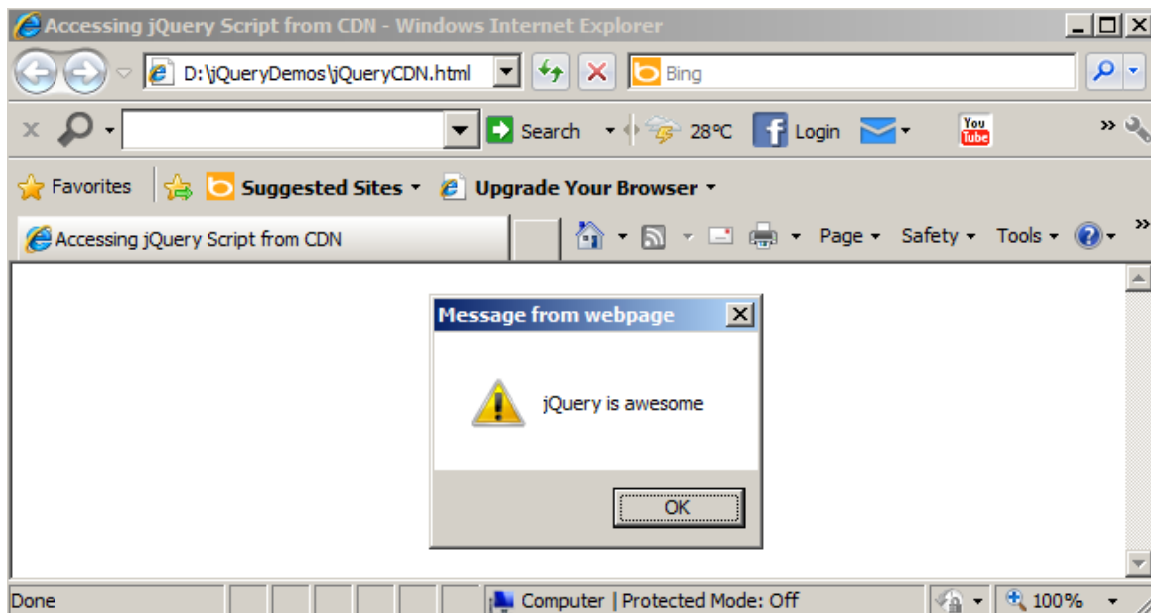 Accessing jQuery Script from CDN - Windows Internet Explorer
D:\jQueryDemos\jQueryCDN.html
Bing
x
Search
28°C
f Login
You Tube
»
Favorites
Suggested Sites
Upgrade Your Browser
Accessing jQuery Script from CDN
Page
Safety
Tools
?
»
Message from webpage
jQuery is awesome
OK
Done
Computer | Protected Mode: Off
100%